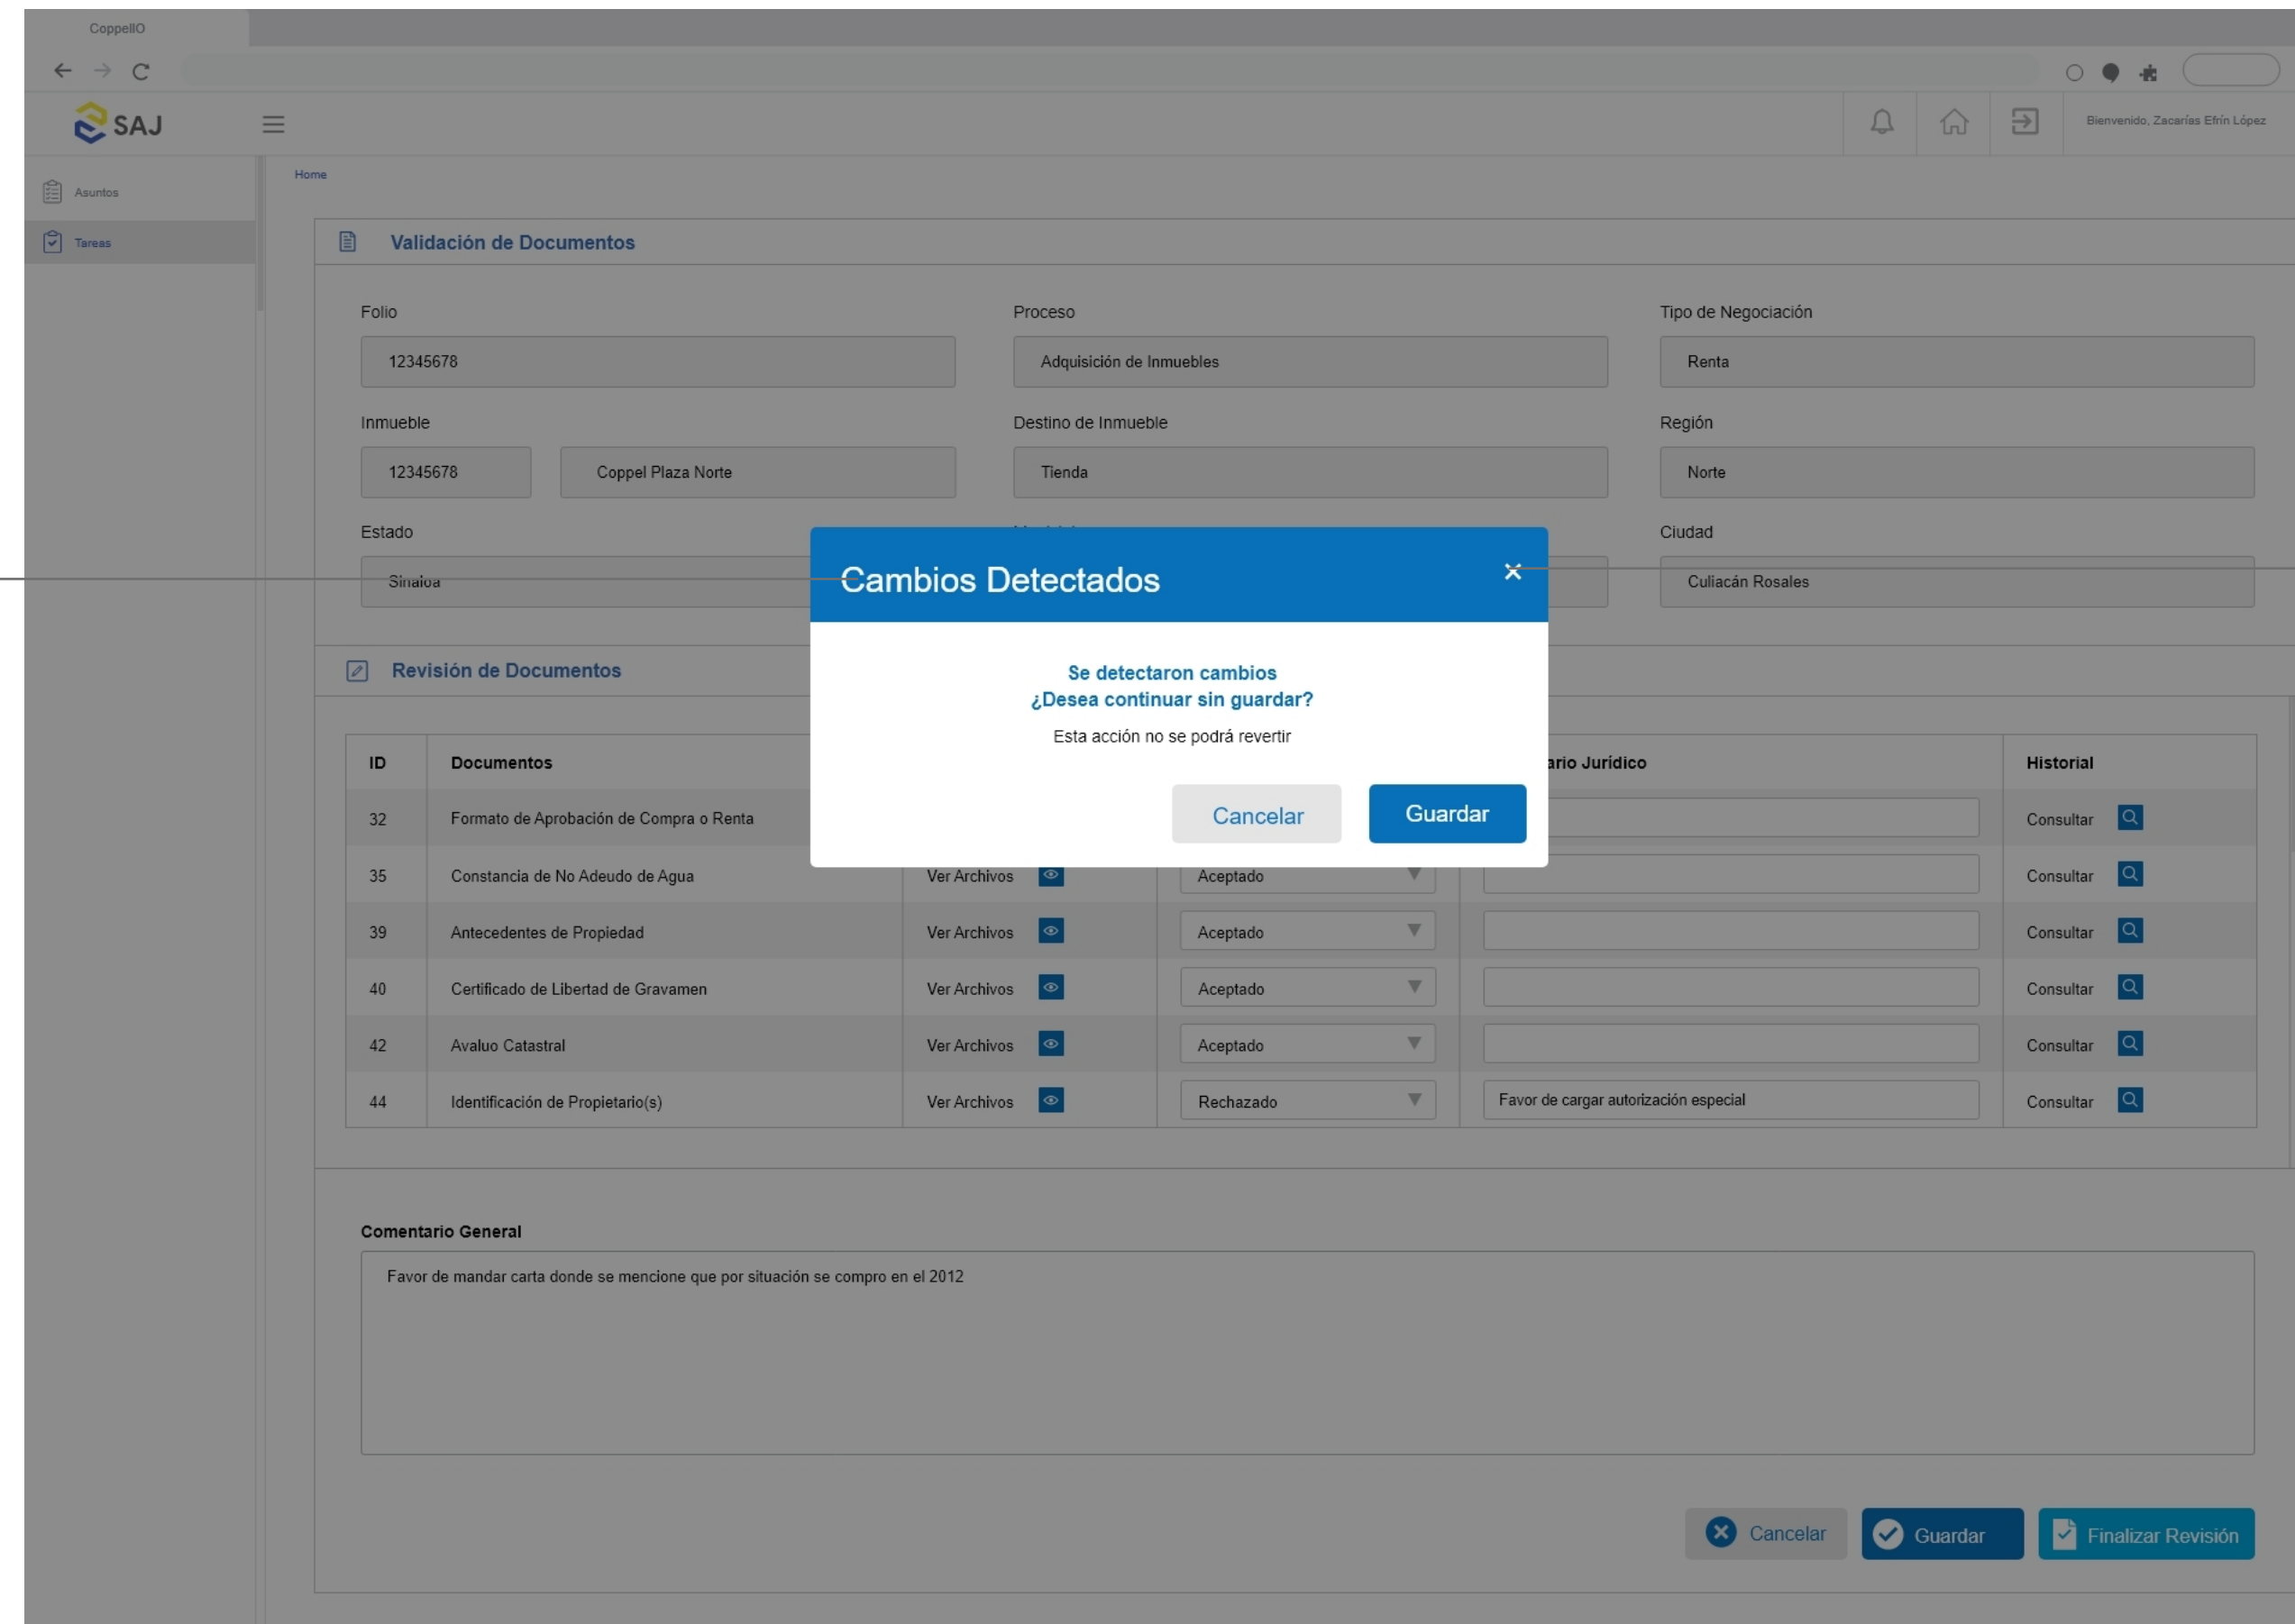 CoppelIO
SAJ
Bienvenido, Zacarías Efrín López
Asuntos
Tareas
Home
Validación de Documentos
Folio Proceso Tipo de Negociación
12345678 Adquisición de Inmuebles Renta
Inmueble Destino de Inmueble Región
12345678 Coppel Plaza Norte Tienda Norte
Estado Ciudad
Sinaloa Culiacán Rosales
Cambios Detectados
Se detectaron cambios
¿Desea continuar sin guardar?
Esta acción no se podrá revertir
Cancelar Guardar
Revisión de Documentos
ID Documentos ario Jurídico Historial
32 Formato de Aprobación de Compra o Renta Consultar
35 Constancia de No Adeudo de Agua Ver Archivos Aceptado Consultar
39 Antecedentes de Propiedad Ver Archivos Aceptado Consultar
40 Certificado de Libertad de Gravamen Ver Archivos Aceptado Consultar
42 Avaluo Catastral Ver Archivos Aceptado Consultar
44 Identificación de Propietario(s) Ver Archivos Rechazado Favor de cargar autorización especial Consultar
Comentario General
Favor de mandar carta donde se mencione que por situación se compro en el 2012
Cancelar Guardar Finalizar Revisión